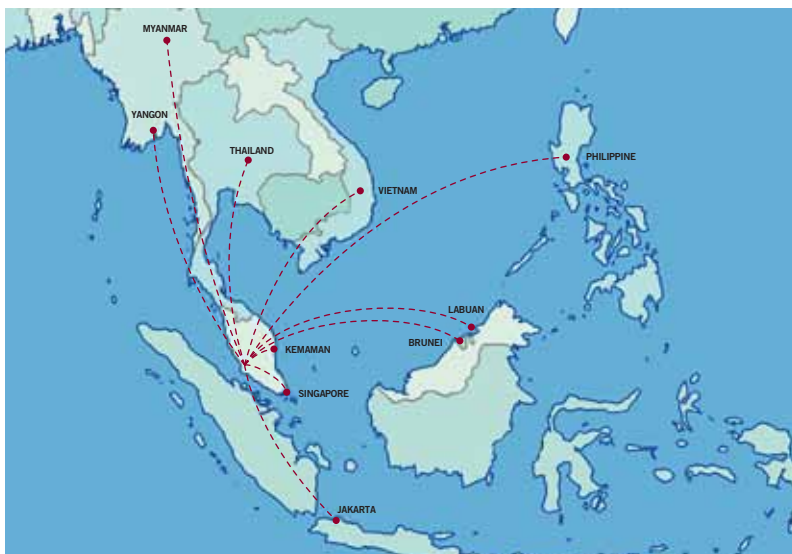 MYANMAR
YANGON
THAILAND
PHILIPPINE
VIETNAM
LABUAN
BRUNEI
KEMAMAN
SINGAPORE
JAKARTA